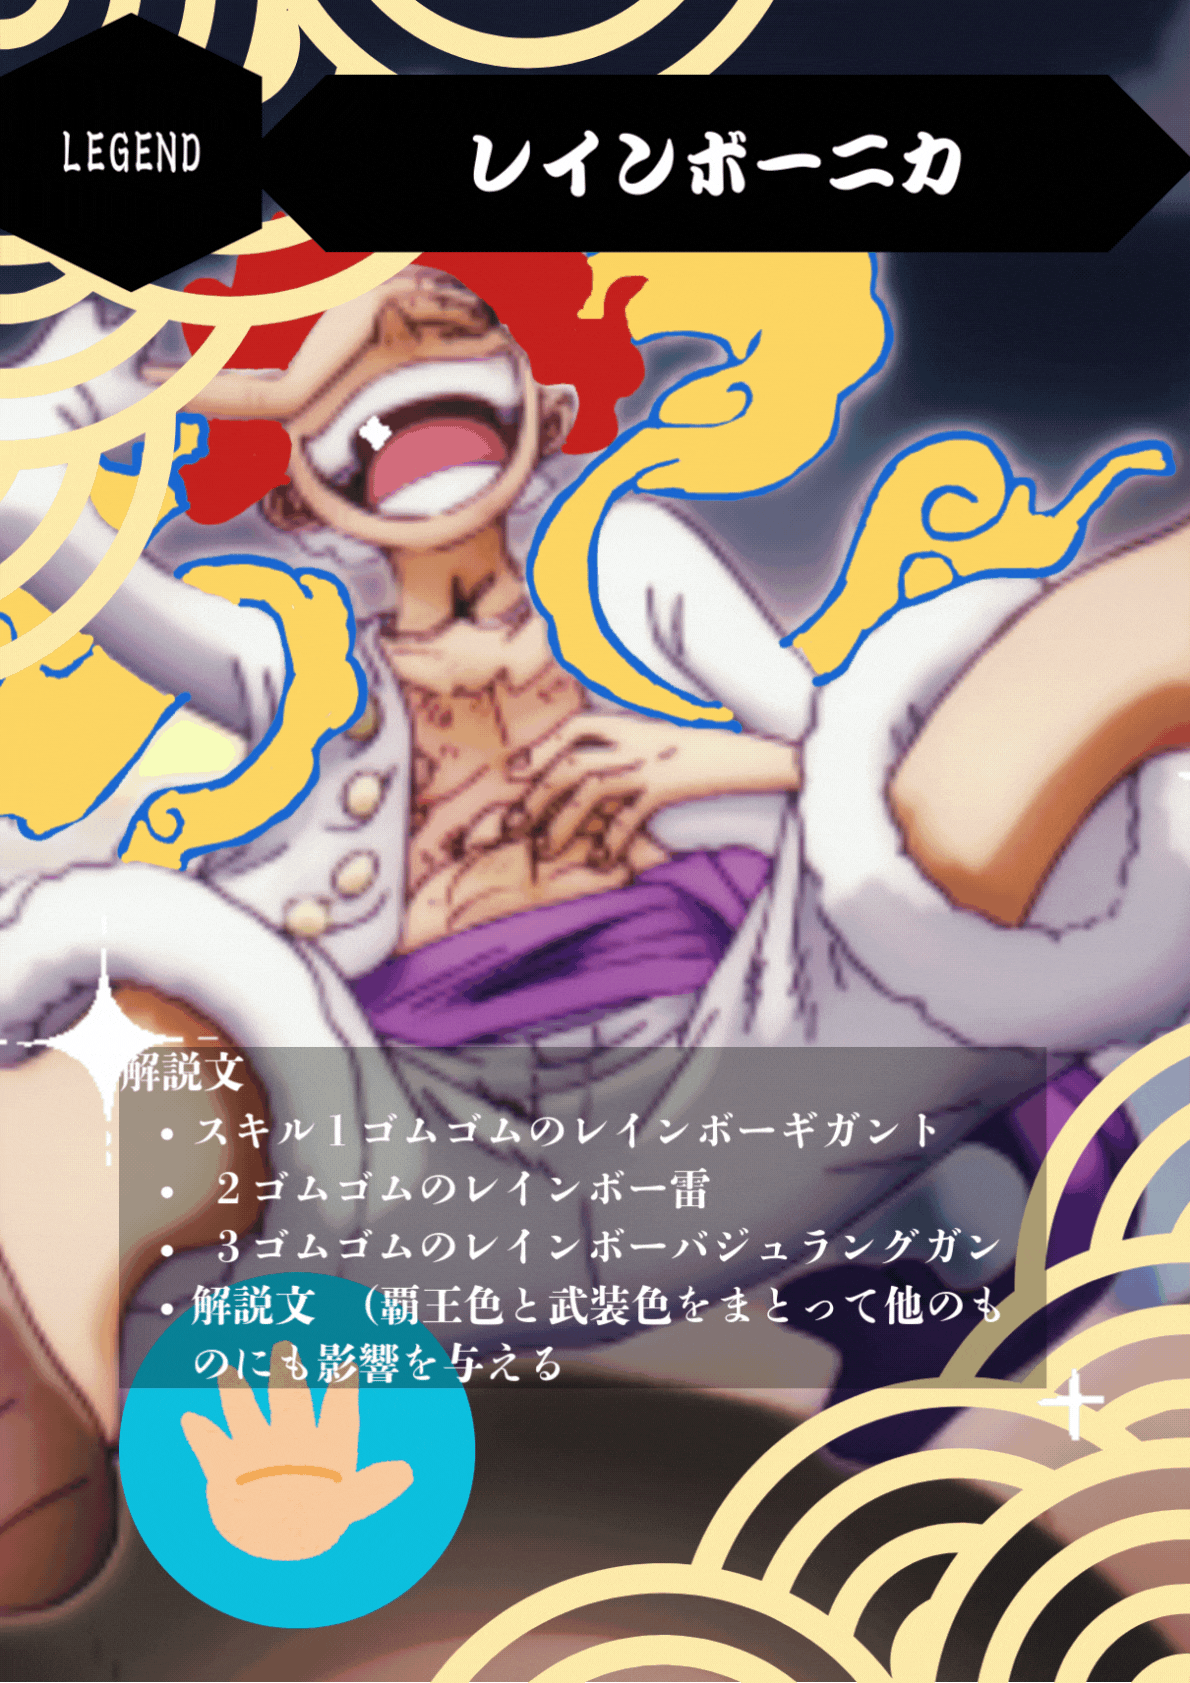 LEGEND
レインボーニカ
解説文
• スキル１ゴムゴムのレインボーギガント
• ２ゴムゴムのレインボー雷
• ３ゴムゴムのレインボーバジュラングガン
• 解説文　（覇王色と武装色をまとって他のも
のにも影響を与える